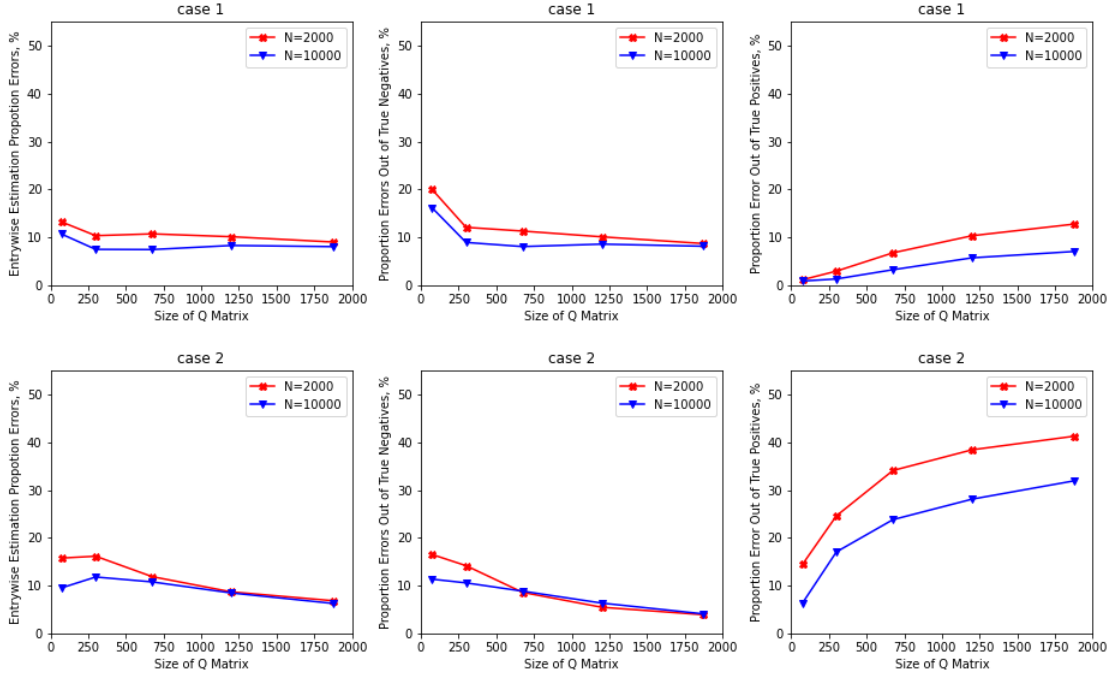 case 1
Entrywise Estimation Propotion Errors, %
50
40
30
20
10
0
N=2000
N=10000
0 250 500 750 1000 1250 1500 1750 2000
Size of Q Matrix
case 1
Proportion Errors Out of True Negatives, %
50
40
30
20
10
0
N=2000
N=10000
0 250 500 750 1000 1250 1500 1750 2000
Size of Q Matrix
case 1
Proportion Error Out of True Positives, %
50
40
30
20
10
0
N=2000
N=10000
0 250 500 750 1000 1250 1500 1750 2000
Size of Q Matrix
case 2
Entrywise Estimation Propotion Errors, %
50
40
30
20
10
0
N=2000
N=10000
0 250 500 750 1000 1250 1500 1750 2000
Size of Q Matrix
case 2
Proportion Errors Out of True Negatives, %
50
40
30
20
10
0
N=2000
N=10000
0 250 500 750 1000 1250 1500 1750 2000
Size of Q Matrix
case 2
Proportion Error Out of True Positives, %
50
40
30
20
10
0
N=2000
N=10000
0 250 500 750 1000 1250 1500 1750 2000
Size of Q Matrix